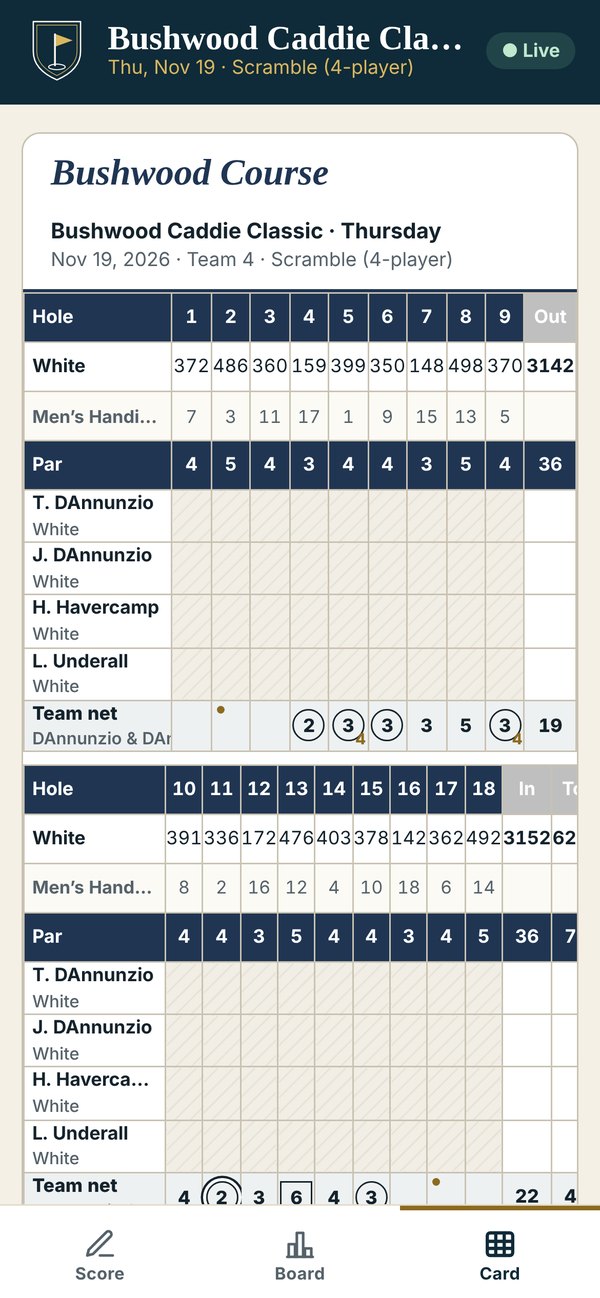 Bushwood Caddie Cla…
Thu, Nov 19 · Scramble (4-player)
Live
Bushwood Course
Bushwood Caddie Classic · Thursday
Nov 19, 2026 · Team 4 · Scramble (4-player)
Hole 1 2 3 4 5 6 7 8 9 Out
White 372 486 360 159 399 350 148 498 370 3142
Men's Handi… 7 3 11 17 1 9 15 13 5
Par 4 5 4 3 4 4 3 5 4 36
T. DAnnunzio
White
J. DAnnunzio
White
H. Havercamp
White
L. Underall
White
Team net 2 3 4 3 3 5 3 4 19
DAnnunzio & DAr
Hole 10 11 12 13 14 15 16 17 18 In To
White 391 336 172 476 403 378 142 362 492 3152 62
Men's Hand… 8 2 16 12 4 10 18 6 14
Par 4 4 3 5 4 4 3 4 5 36 7
T. DAnnunzio
White
J. DAnnunzio
White
H. Haverca…
White
L. Underall
White
Team net 4 2 3 6 4 3 22 4
Score Board Card